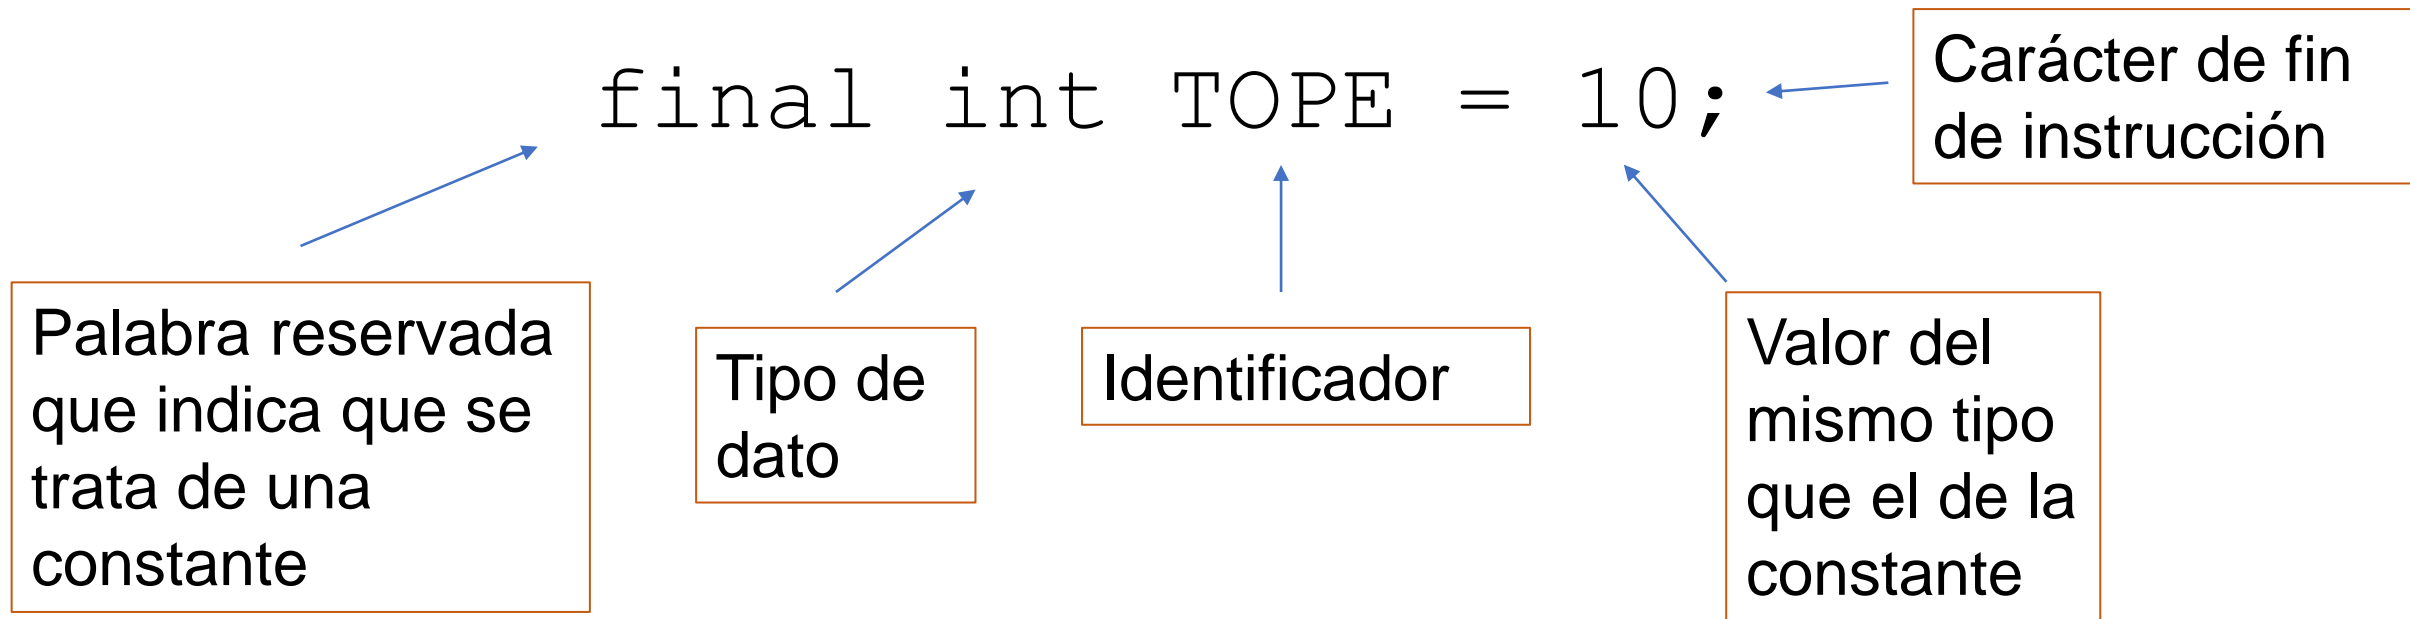 final int TOPE = 10;
Carácter de fin
de instrucción
Palabra reservada
que indica que se
trata de una
constante
Tipo de
dato
Identificador
Valor del
mismo tipo
que el de la
constante